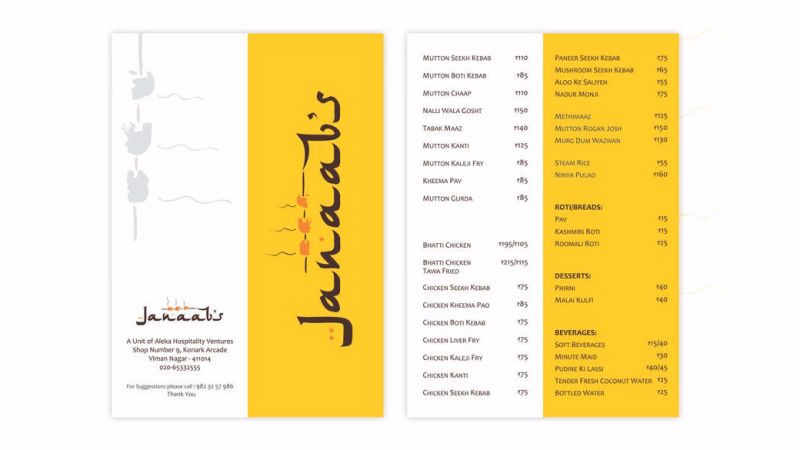 Janaab's
A Unit of Aleka Hospitality Ventures
Shop Number 9, Konark Arcade
Viman Nagar - 411014
020-65332555
For Suggestions please call : 982 32 57 986
Thank You
Janaab's
Mutton Seekh Kebab ₹110
Mutton Boti Kebab ₹85
Mutton Chaap ₹110
Nalli Wala Gosht ₹150
Tabak Maaz ₹140
Mutton Kanti ₹125
Mutton Kaleji Fry ₹85
Kheema Pav ₹85
Mutton Gurda ₹85
Bhatti Chicken ₹195/₹105
Bhatti Chicken ₹215/₹115
Tawa Fried
Chicken Seekh Kebab ₹75
Chicken Kheema Pao ₹85
Chicken Boti Kebab ₹75
Chicken Liver Fry ₹75
Chicken Kaleji Fry ₹75
Chicken Kanti ₹75
Chicken Seekh Kebab ₹75
Paneer Seekh Kebab ₹75
Mushroom Seekh Kebab ₹65
Aloo Ke Saliyeh ₹55
Nadur Monji ₹75
Methimaaz ₹125
Mutton Rogan Josh ₹150
Murg Dum Wazwan ₹130
Steam Rice ₹55
Ninya Pulao ₹160
ROTI/BREADS:
Pav ₹15
Kashmiri Roti ₹15
Roomali Roti ₹25
DESSERTS:
Phirni ₹40
Malai Kulfi ₹40
BEVERAGES:
Soft Beverages ₹15/40
Minute Maid ₹30
Pudine Ki Lassi ₹40/45
Tender Fresh Coconut Water ₹25
Bottled Water ₹25